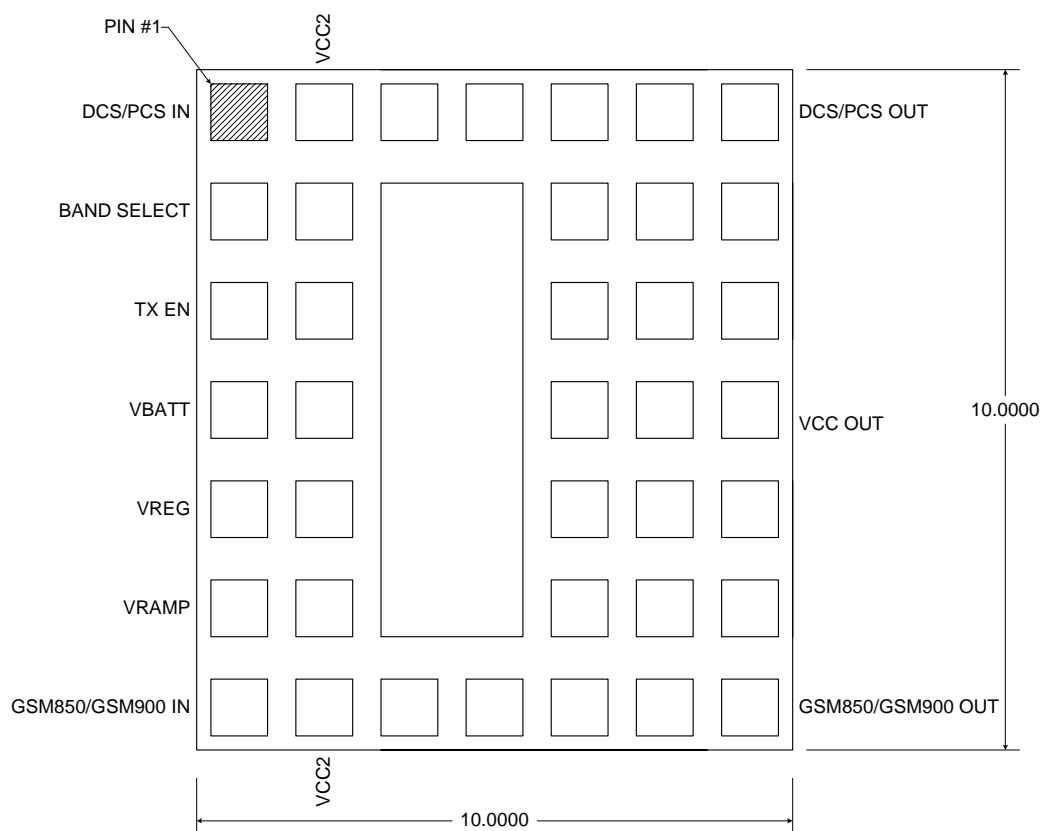 PIN #1
VCC2
DCS/PCS IN
DCS/PCS OUT
BAND SELECT
TX EN
VBATT
VCC OUT
10.0000
VREG
VRAMP
GSM850/GSM900 IN
GSM850/GSM900 OUT
VCC2
10.0000